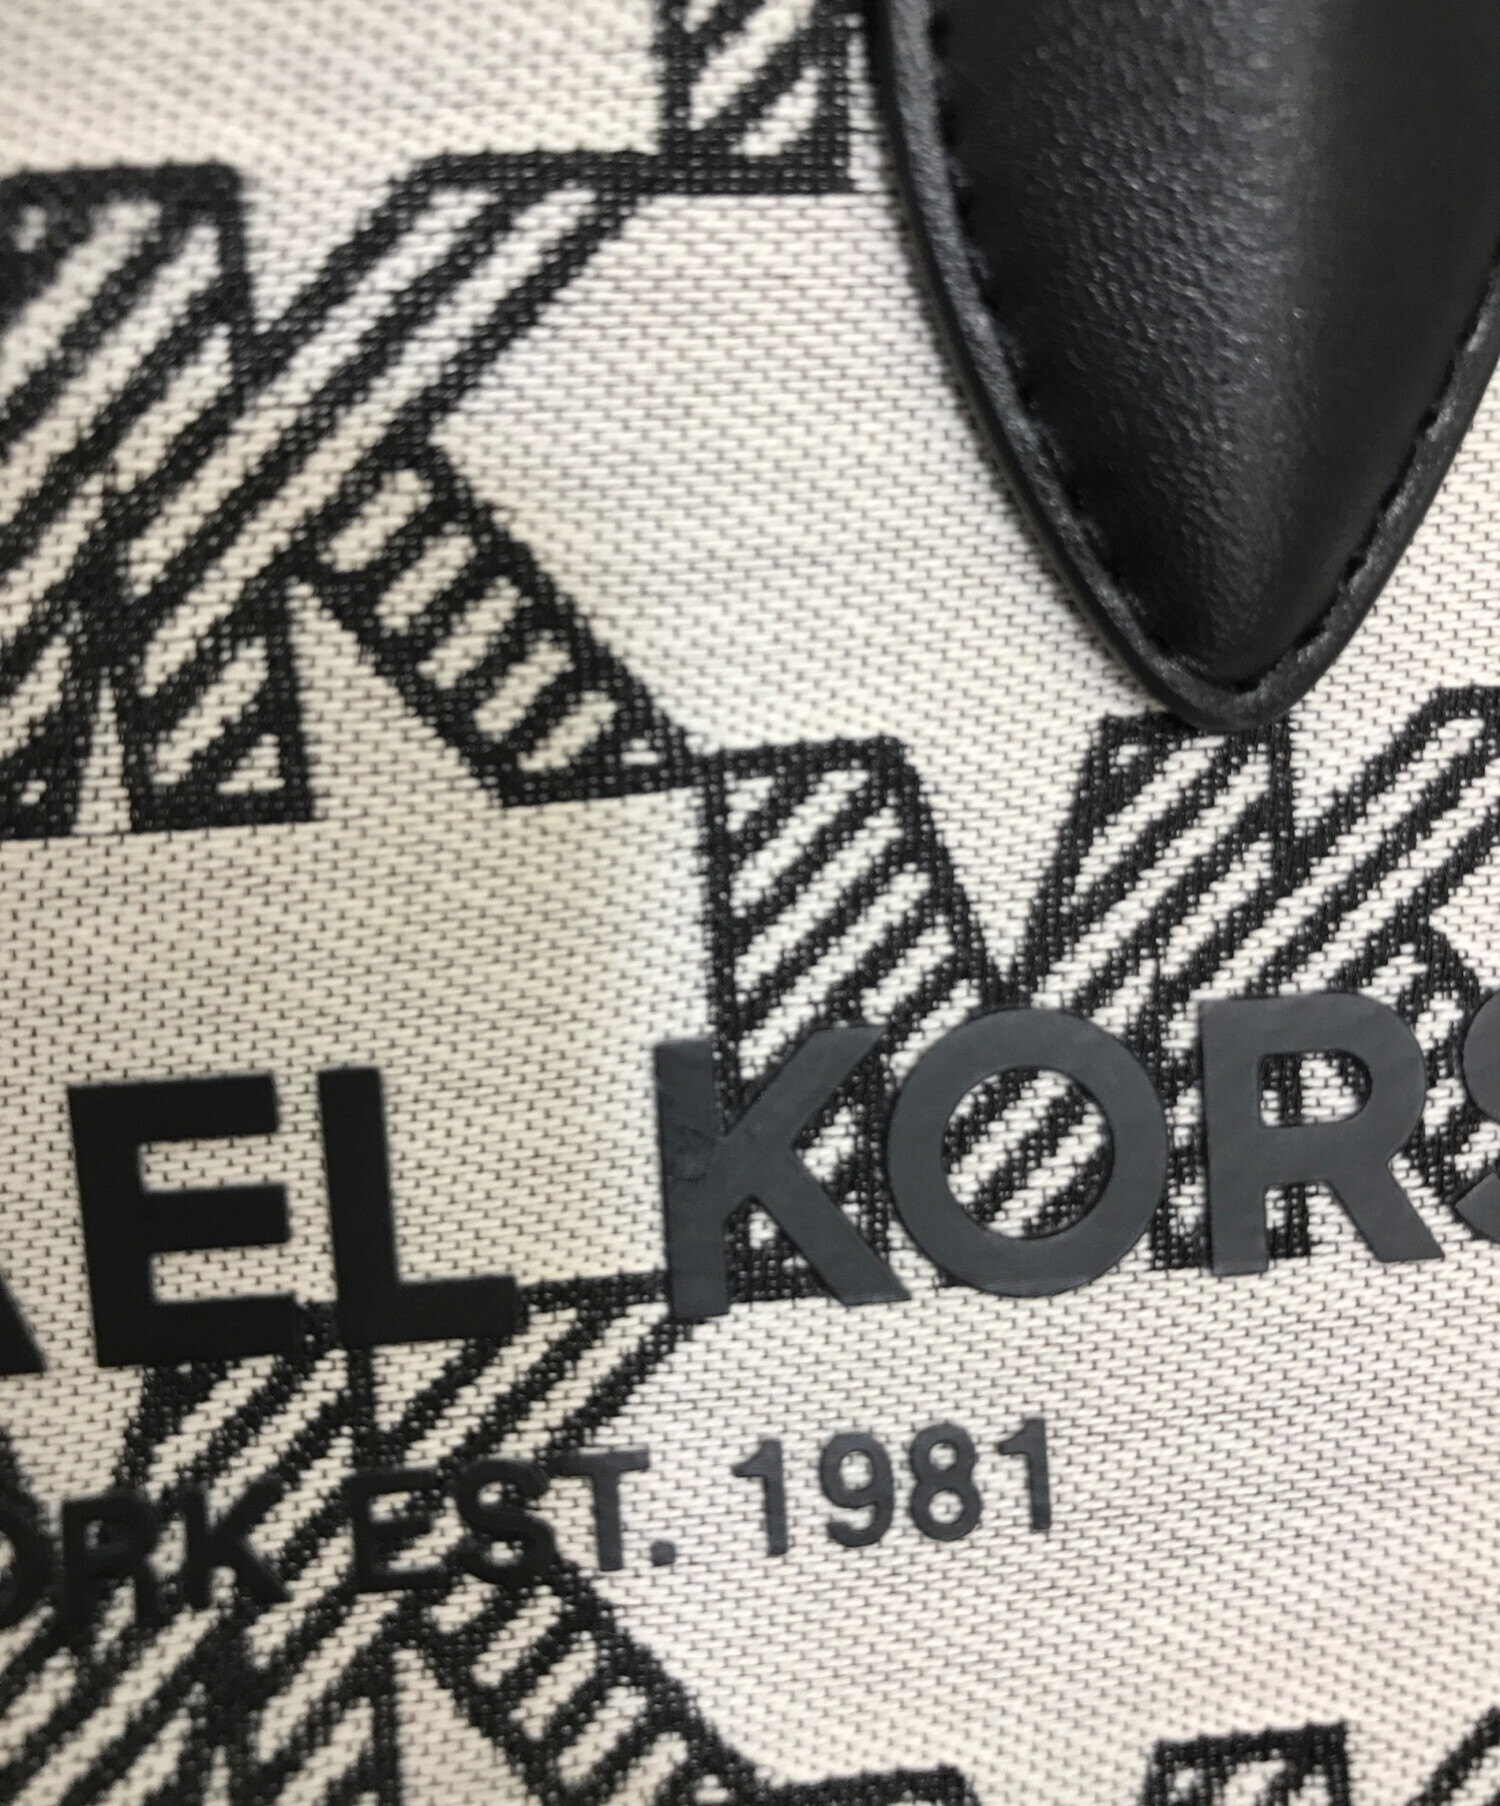 AEL KORS
ORK EST. 1981